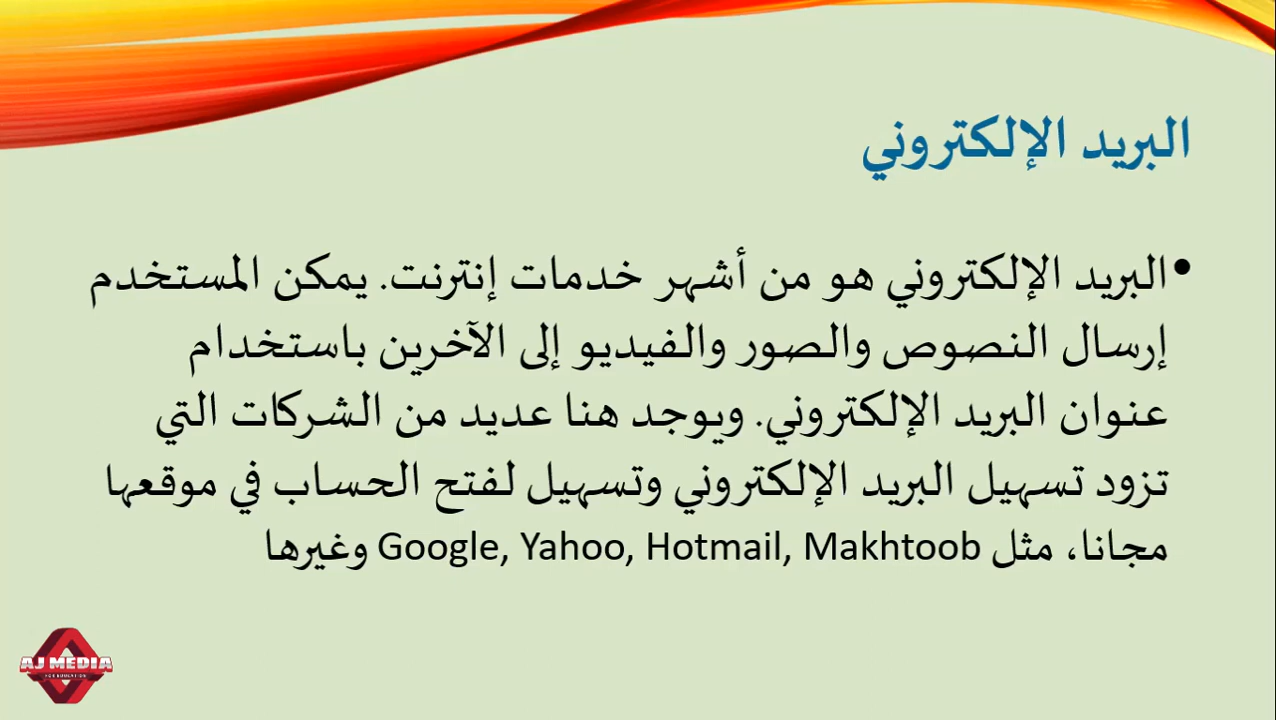 البريد الإلكتروني
•البريد الإلكتروني هو من أشهر خدمات إنترنت. يمكن المستخدم
إرسال النصوص والصور والفيديو إلى الآخرين باستخدام
عنوان البريد الإلكتروني. ويوجد هنا عديد من الشركات التي
تزود تسهيل البريد الإلكتروني وتسهيل لفتح الحساب في موقعها
مجانا، مثل Google, Yahoo, Hotmail, Makhtoob وغيرها
AJ MEDIA
FOR EDUCATION